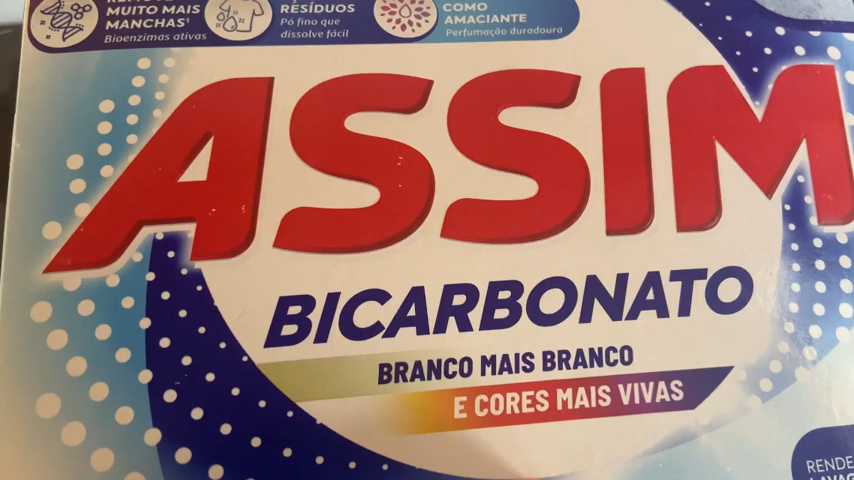 MUITO MAIS
MANCHAS¹
Bioenzimas ativas
RESÍDUOS
Pó fino que
dissolve fácil
COMO
AMACIANTE
Perfumação duradoura
ASSIM
BICARBONATO
BRANCO MAIS BRANCO
E CORES MAIS VIVAS
RENDE